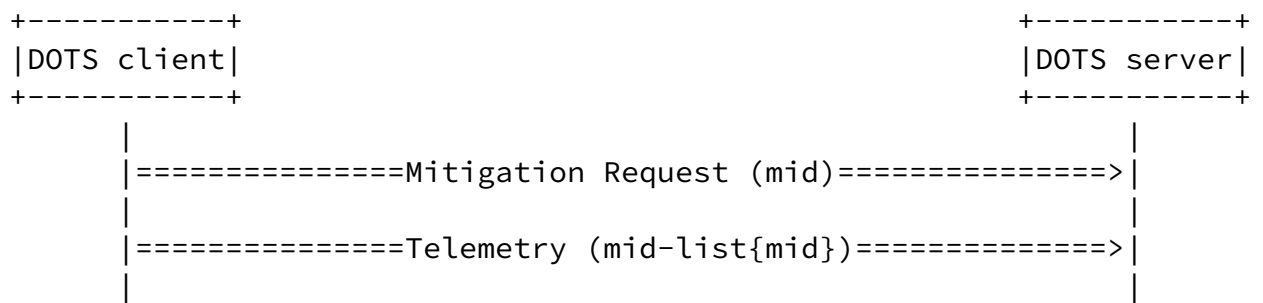 +-----------+                                       +-----------+
|DOTS client|                                       |DOTS server|
+-----------+                                       +-----------+
      |                                                   |
      |===============Mitigation Request (mid)===============>|
      |                                                   |
      |===============Telemetry (mid-list{mid})==============>|
      |                                                   |